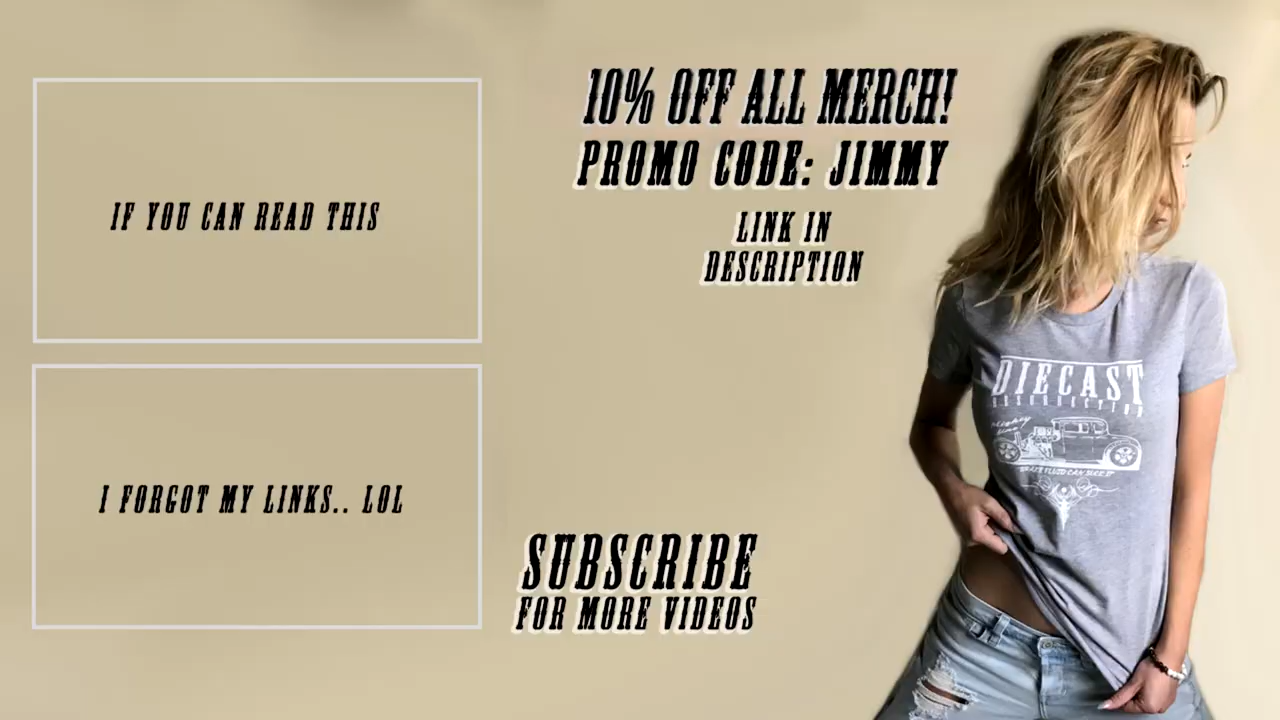 IF YOU CAN READ THIS
I FORGOT MY LINKS.. LOL
10% OFF ALL MERCH!
PROMO CODE: JIMMY
LINK IN
DESCRIPTION
SUBSCRIBE
FOR MORE VIDEOS
DIECAST
RESURRECTION